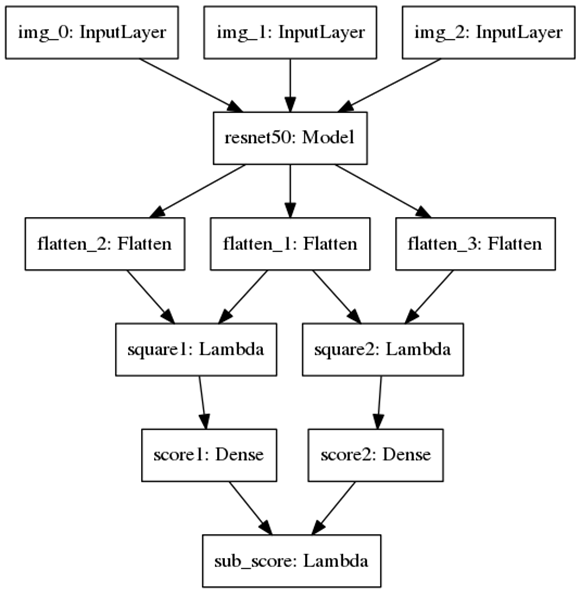 img_0: InputLayer
img_1: InputLayer
img_2: InputLayer
resnet50: Model
flatten_2: Flatten
flatten_1: Flatten
flatten_3: Flatten
square1: Lambda
square2: Lambda
score1: Dense
score2: Dense
sub_score: Lambda